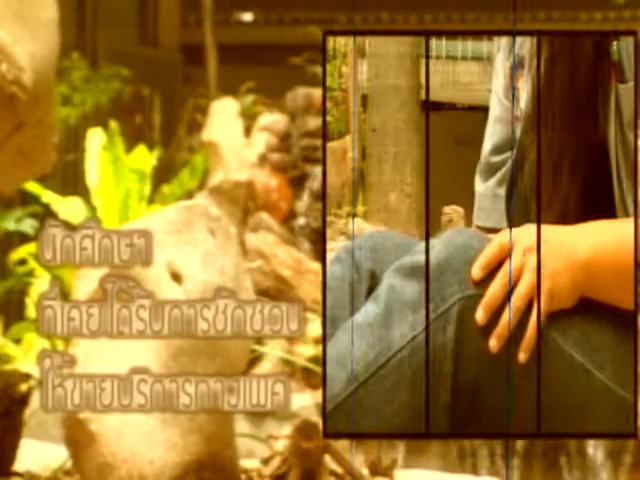 นักศึกษา
ที่เคยได้รับการชักชวน
ให้ขายบริการทางเพศ